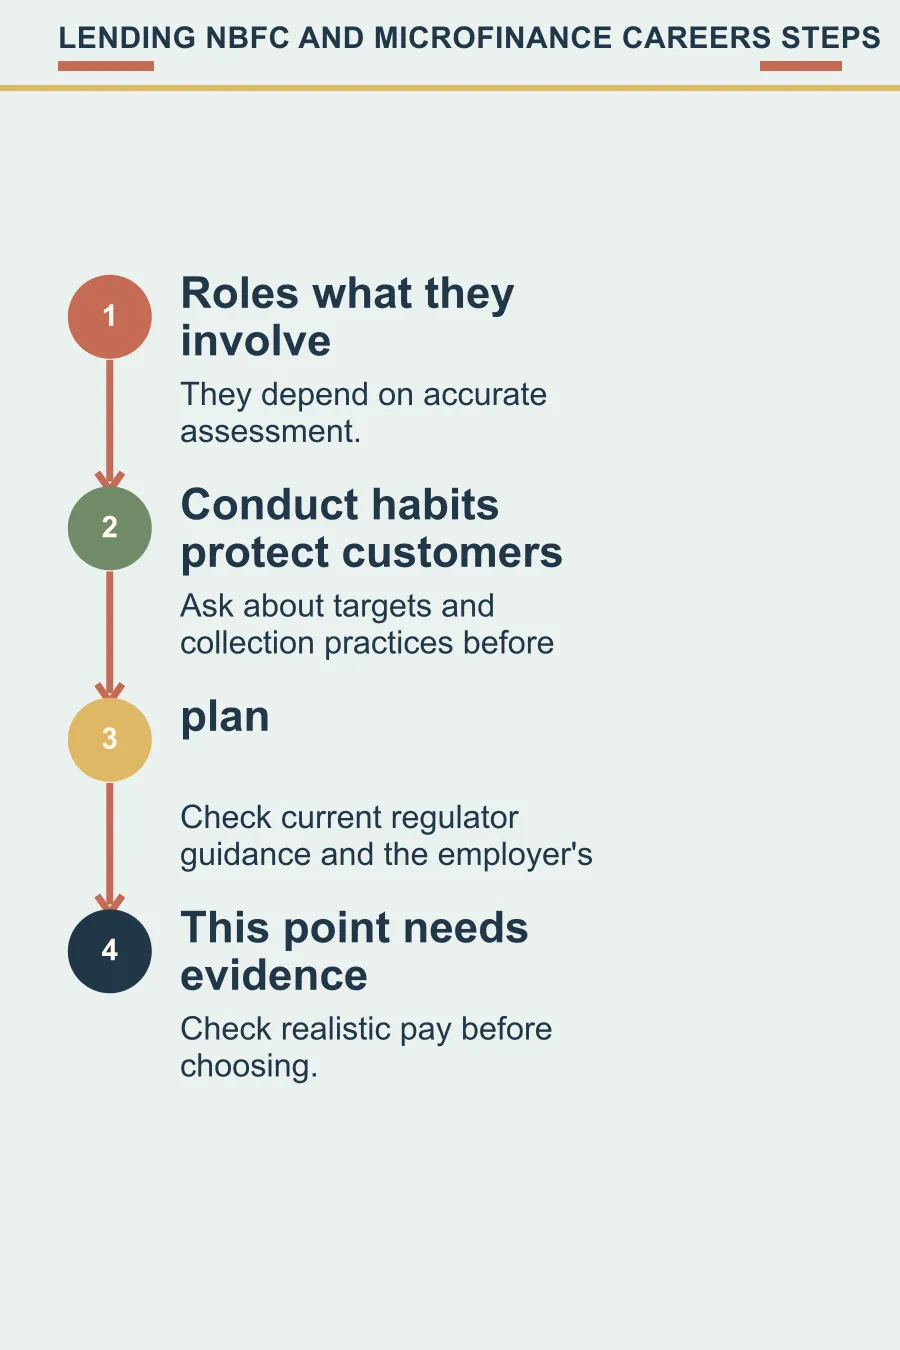 LENDING NBFC AND MICROFINANCE CAREERS STEPS
1
Roles what they
involve
They depend on accurate
assessment.
2
Conduct habits
protect customers
Ask about targets and
collection practices before
3
plan
Check current regulator
guidance and the employer's
4
This point needs
evidence
Check realistic pay before
choosing.